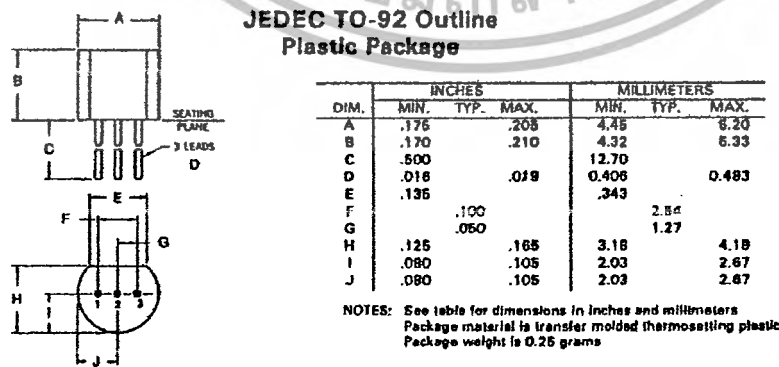 JEDEC TO-92 Outline
Plastic Package
A
B
SEATING
PLANE
C
3 LEADS
D
E
F
G
H
I
J
1 2 3
INCHES MILLIMETERS
DIM. MIN. TYP. MAX. MIN. TYP. MAX.
A .175 .205 4.45 5.20
B .170 .210 4.32 5.33
C .500 12.70
D .016 .019 0.406 0.483
E .135 .343
F .100 2.54
G .050 1.27
H .125 .165 3.18 4.19
I .080 .105 2.03 2.67
J .080 .105 2.03 2.67
NOTES: See table for dimensions in inches and millimeters
Package material is transfer molded thermosetting plastic
Package weight is 0.25 grams